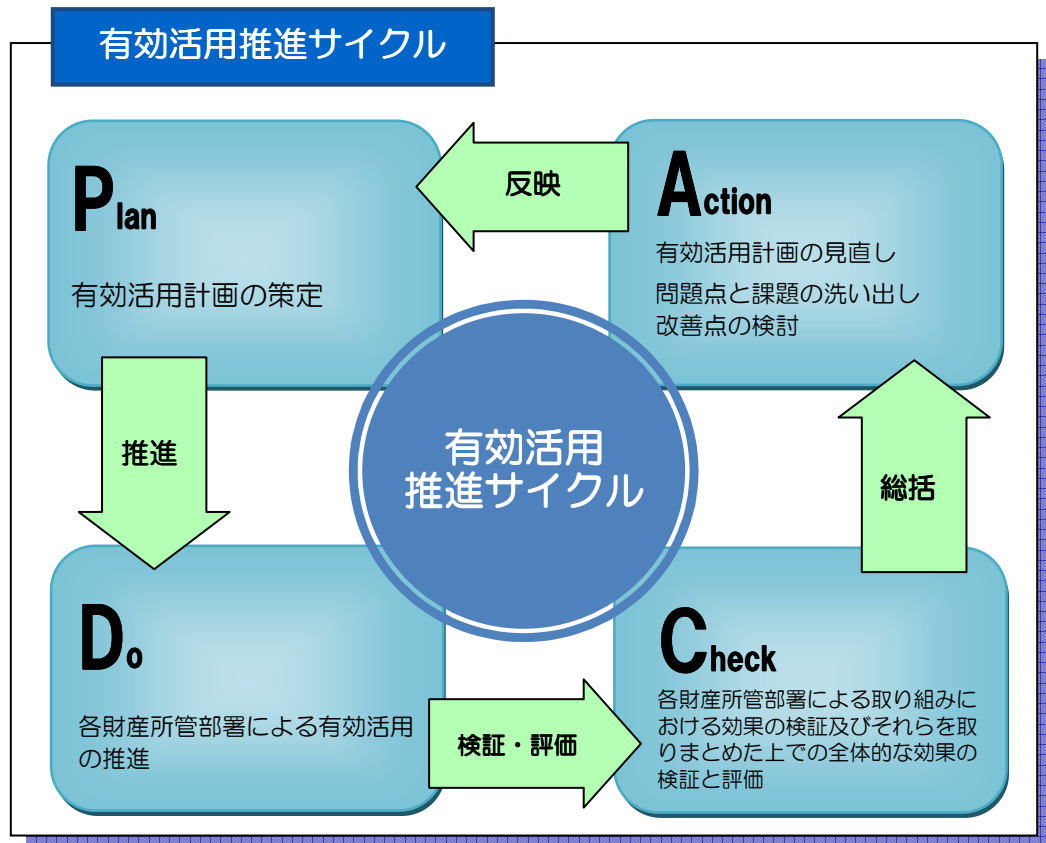 有効活用推進サイクル
Plan
有効活用計画の策定
反映
Action
有効活用計画の見直し
問題点と課題の洗い出し
改善点の検討
推進
有効活用
推進サイクル
総括
Do
各財産所管部署による有効活用
の推進
検証・評価
Check
各財産所管部署による取り組みに
おける効果の検証及びそれらを取
りまとめた上での全体的な効果の
検証と評価